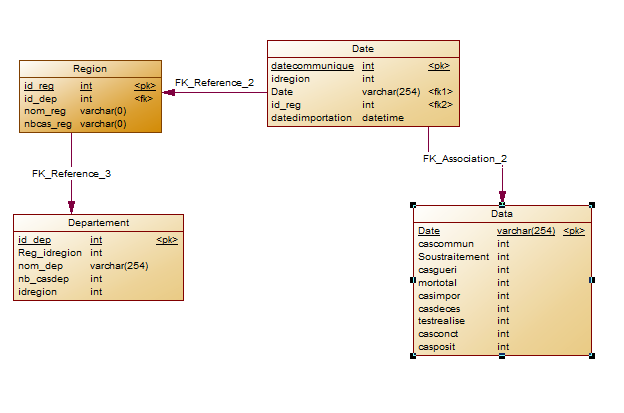 Date
datecommunique int <pk>
idregion int
Date varchar(254) <fk1>
id_reg int <fk2>
datedimportation datetime
Region
id_reg int <pk>
id_dep int <fk>
nom_reg varchar(0)
nbcas_reg varchar(0)
FK_Reference_2
FK_Association_2
FK_Reference_3
Departement
id_dep int <pk>
Reg_idregion int
nom_dep varchar(254)
nb_casdep int
idregion int
Data
Date varchar(254) <pk>
cascommun int
Soustraitement int
casgueri int
mortotal int
casimpor int
casdeces int
testrealise int
casconct int
casposit int